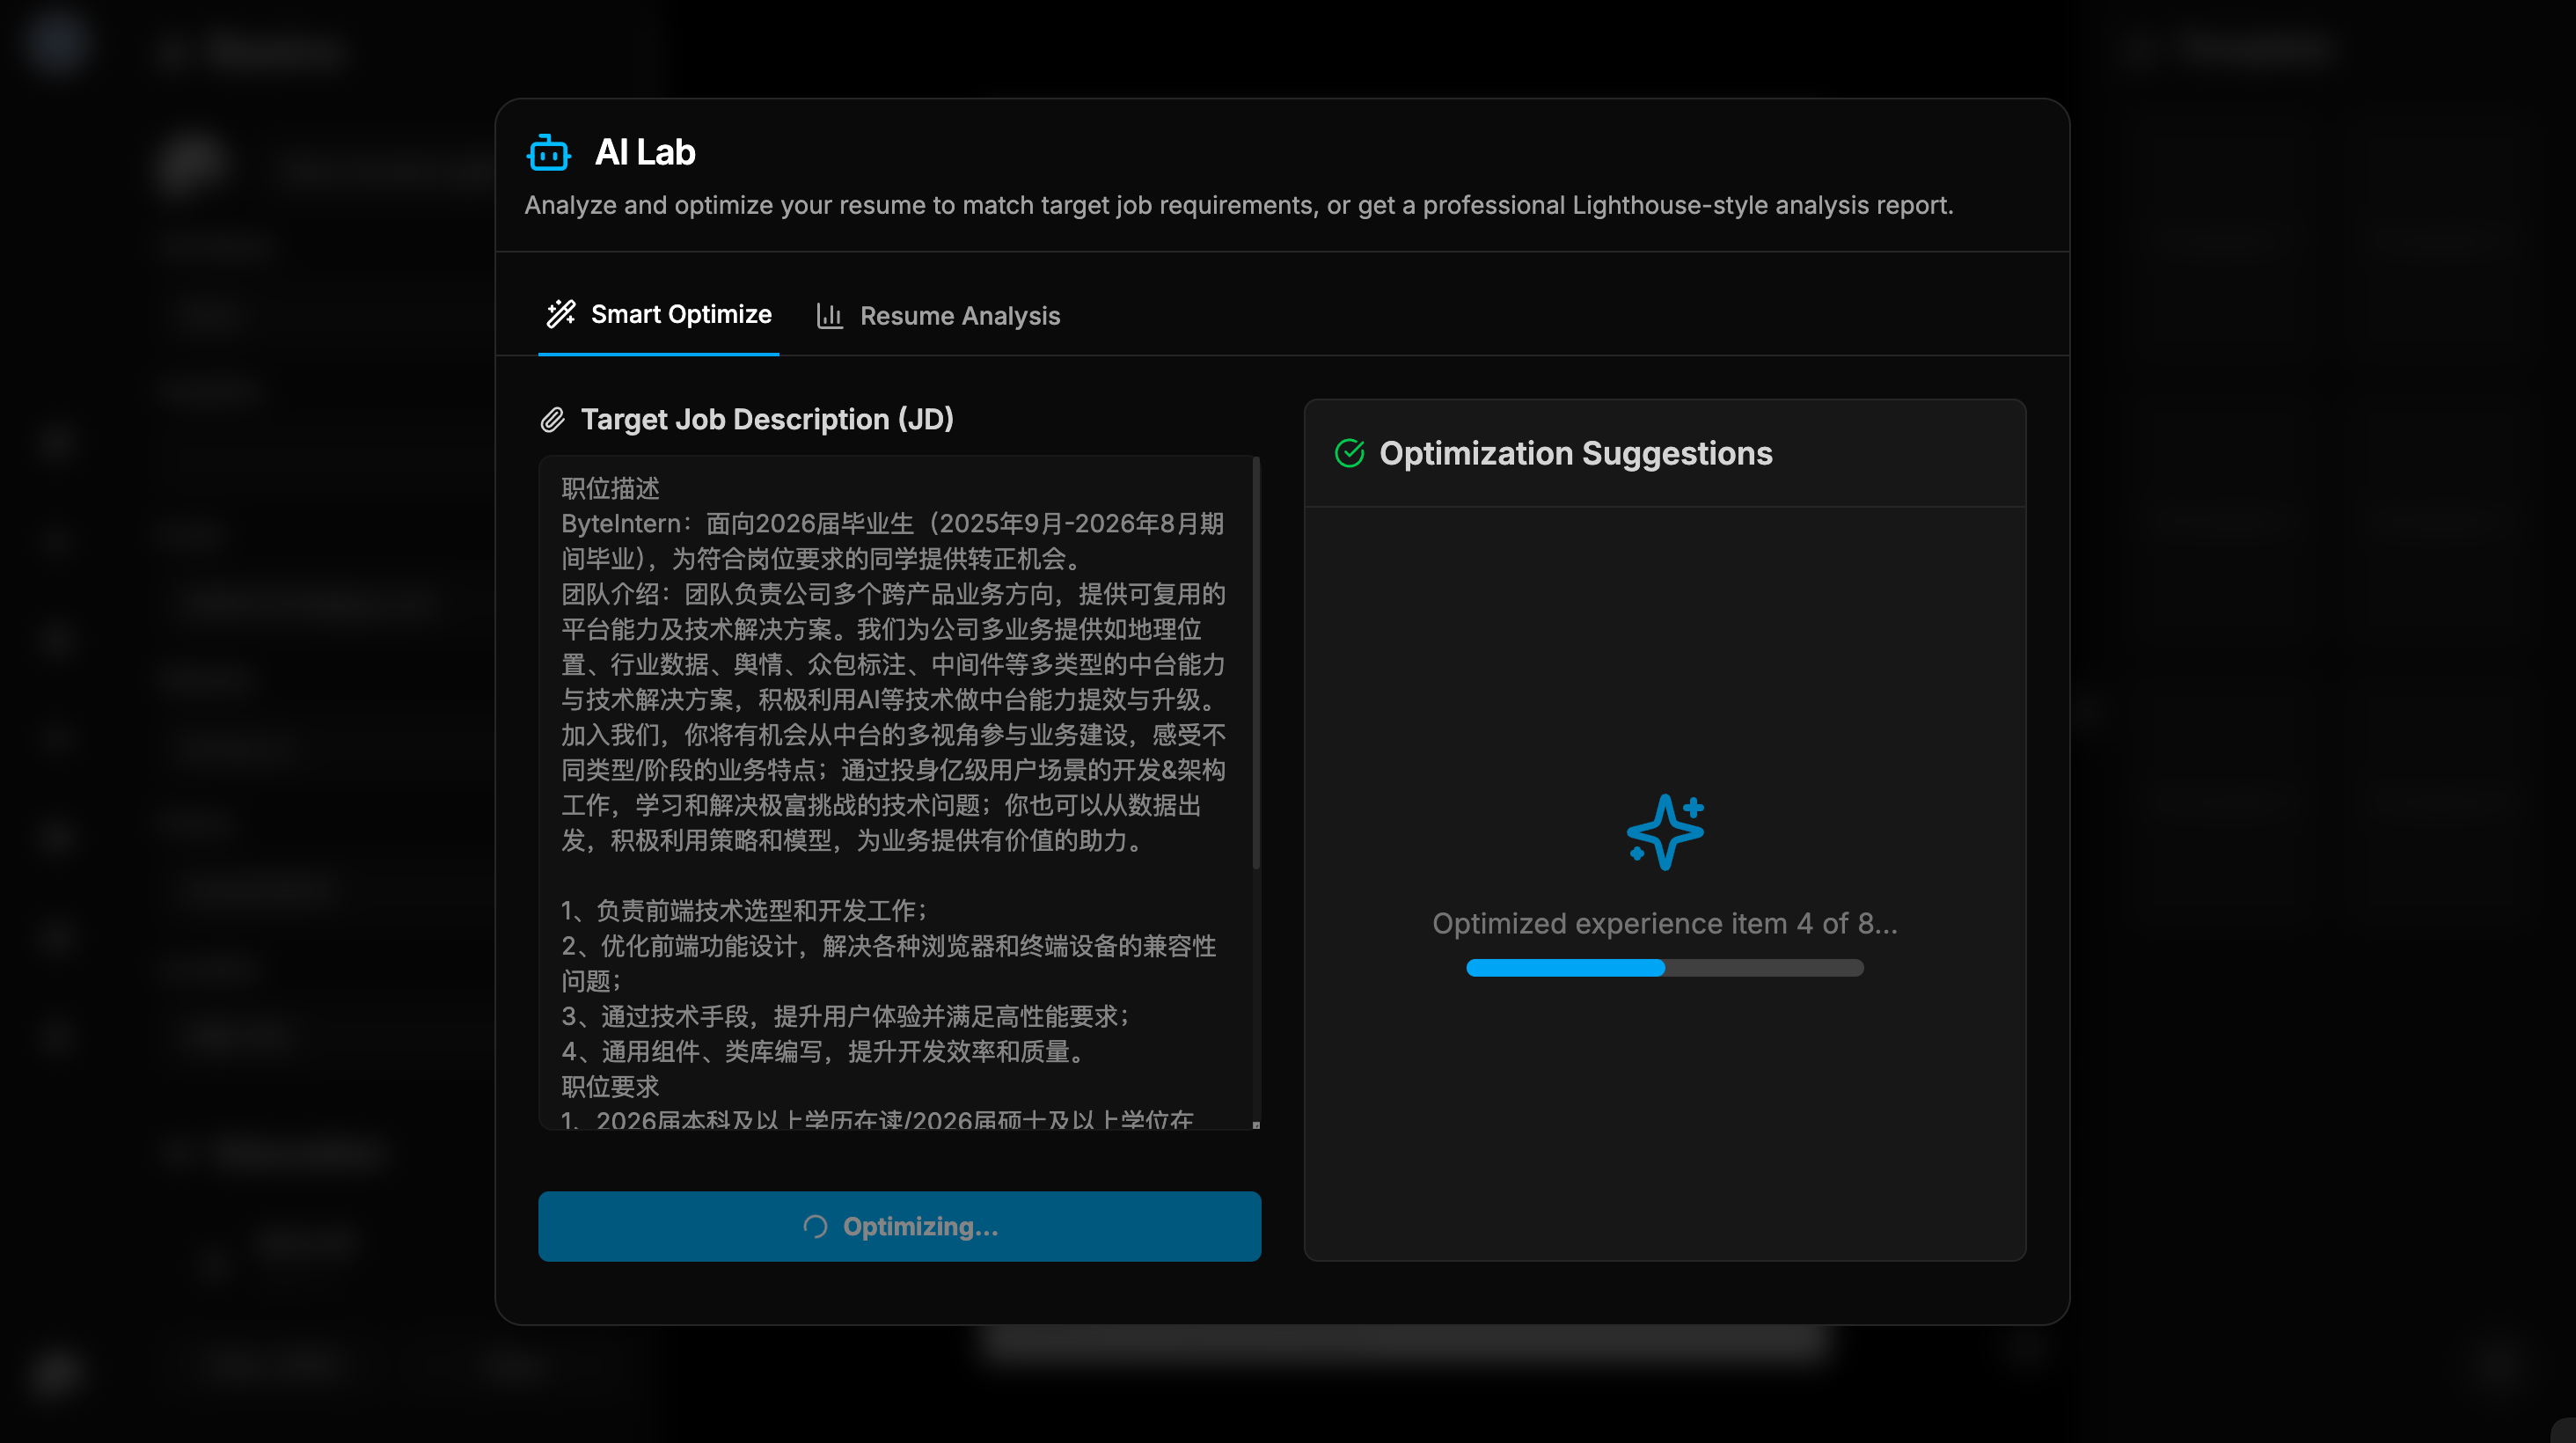 AI Lab
Analyze and optimize your resume to match target job requirements, or get a professional Lighthouse-style analysis report.
Smart Optimize
Resume Analysis
Target Job Description (JD)
职位描述
ByteIntern：面向2026届毕业生（2025年9月-2026年8月期
间毕业），为符合岗位要求的同学提供转正机会。
团队介绍：团队负责公司多个跨产品业务方向，提供可复用的
平台能力及技术解决方案。我们为公司多业务提供如地理位
置、行业数据、舆情、众包标注、中间件等多类型的中台能力
与技术解决方案，积极利用AI等技术做中台能力提效与升级。
加入我们，你将有机会从中台的多视角参与业务建设，感受不
同类型/阶段的业务特点；通过投身亿级用户场景的开发&架构
工作，学习和解决极富挑战的技术问题；你也可以从数据出
发，积极利用策略和模型，为业务提供有价值的助力。
1、负责前端技术选型和开发工作；
2、优化前端功能设计，解决各种浏览器和终端设备的兼容性
问题；
3、通过技术手段，提升用户体验并满足高性能要求；
4、通用组件、类库编写，提升开发效率和质量。
职位要求
1、2026届本科及以上学历在读/2026届硕士及以上学位在
Optimizing...
Optimization Suggestions
Optimized experience item 4 of 8...